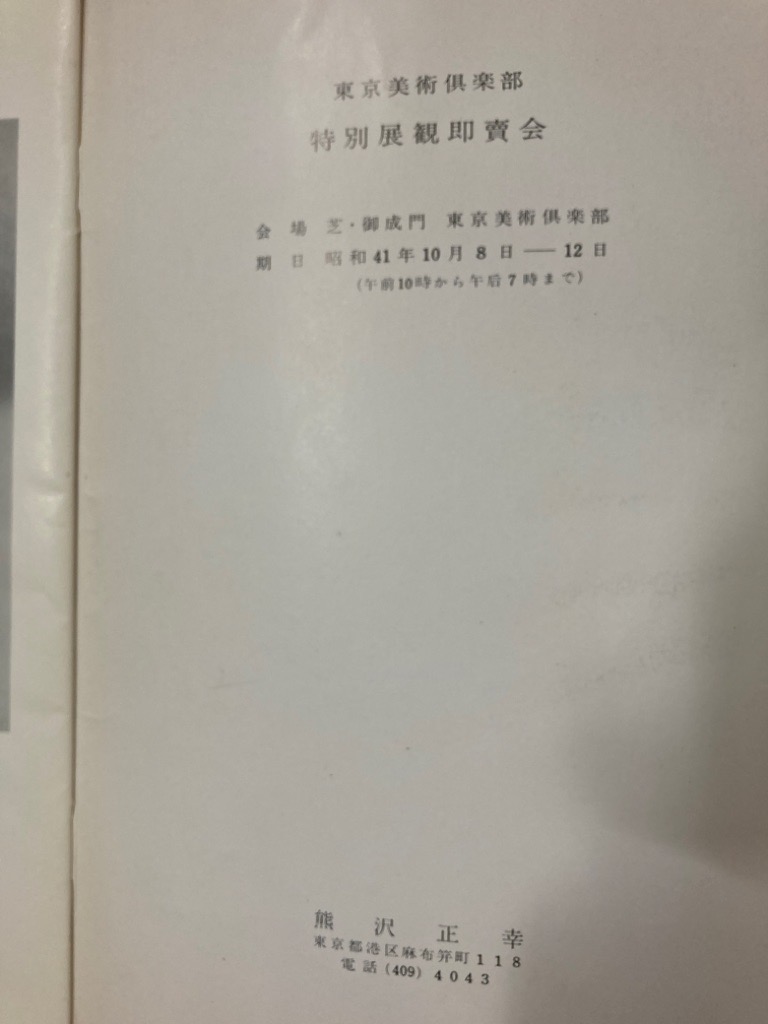 東京美術倶楽部
特別展観即賣会
会場 芝・御成門 東京美術倶楽部
期日 昭和41年10月8日――12日
(午前10時から午后7時まで)
熊沢正幸
東京都港区麻布笄町118
電話(409)4043